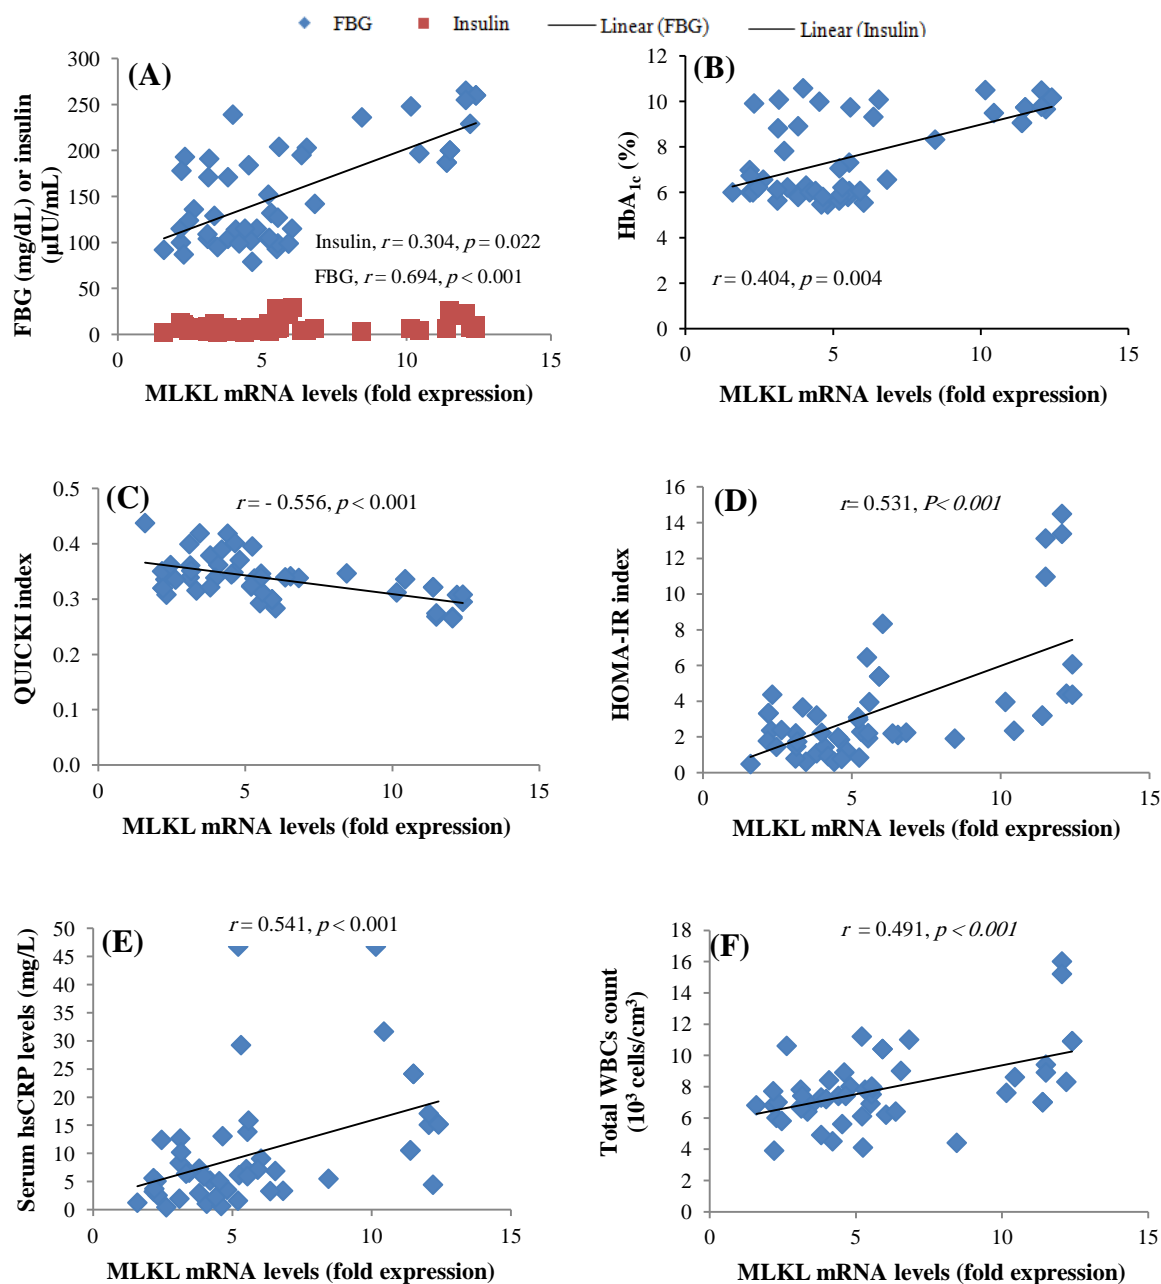 FBG Insulin Linear (FBG) Linear (Insulin)
(A)
FBG (mg/dL) or insulin
(µIU/mL)
300
250
200
150
100
50
0
Insulin, r = 0.304, p = 0.022
FBG, r = 0.694, p < 0.001
0 5 10 15
MLKL mRNA levels (fold expression)
(B)
HbA1c (%)
12
10
8
6
4
2
0
r = 0.404, p = 0.004
0 5 10 15
MLKL mRNA levels (fold expression)
(C)
r = - 0.556, p < 0.001
QUICKI index
0.5
0.4
0.3
0.2
0.1
0.0
0 5 10 15
MLKL mRNA levels (fold expression)
(D)
r= 0.531, P< 0.001
HOMA-IR index
16
14
12
10
8
6
4
2
0
0 5 10 15
MLKL mRNA levels (fold expression)
(E)
r = 0.541, p < 0.001
Serum hsCRP levels (mg/L)
50
45
40
35
30
25
20
15
10
5
0
0 5 10 15
MLKL mRNA levels (fold expression)
(F)
r = 0.491, p < 0.001
Total WBCs count
(10³ cells/cm³)
18
16
14
12
10
8
6
4
2
0
0 5 10 15
MLKL mRNA levels (fold expression)